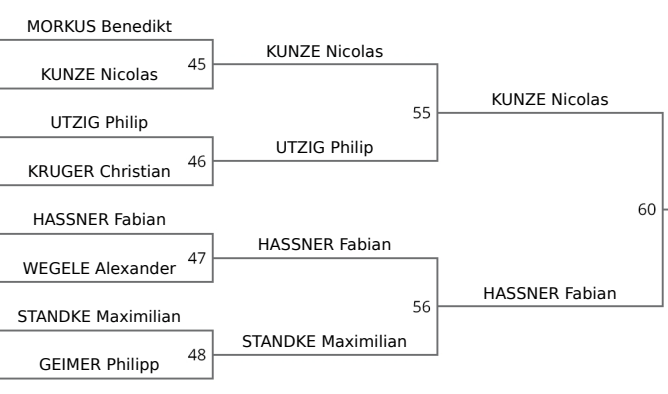 MORKUS Benedikt
KUNZE Nicolas
45
KUNZE Nicolas
UTZIG Philip
KRUGER Christian
46
UTZIG Philip
55
KUNZE Nicolas
HASSNER Fabian
WEGELE Alexander
47
HASSNER Fabian
STANDKE Maximilian
GEIMER Philipp
48
STANDKE Maximilian
56
HASSNER Fabian
60